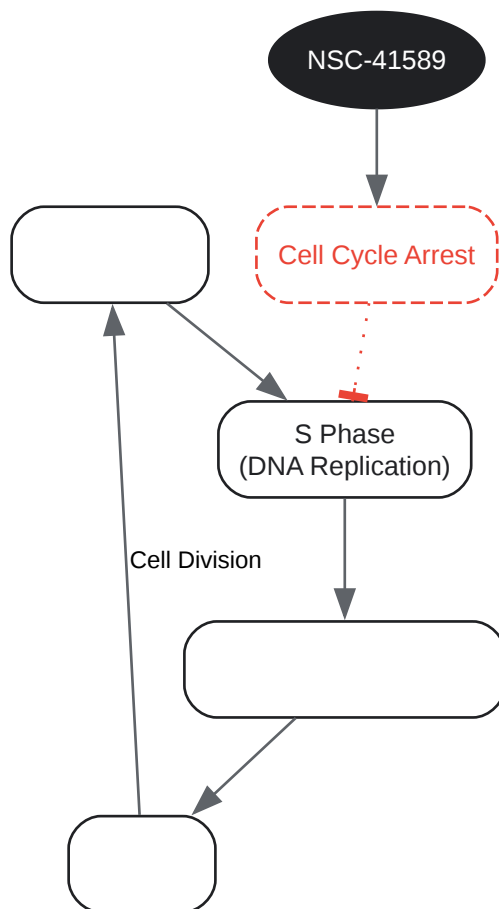 NSC-41589
Cell Cycle Arrest
S Phase
(DNA Replication)
Cell Division